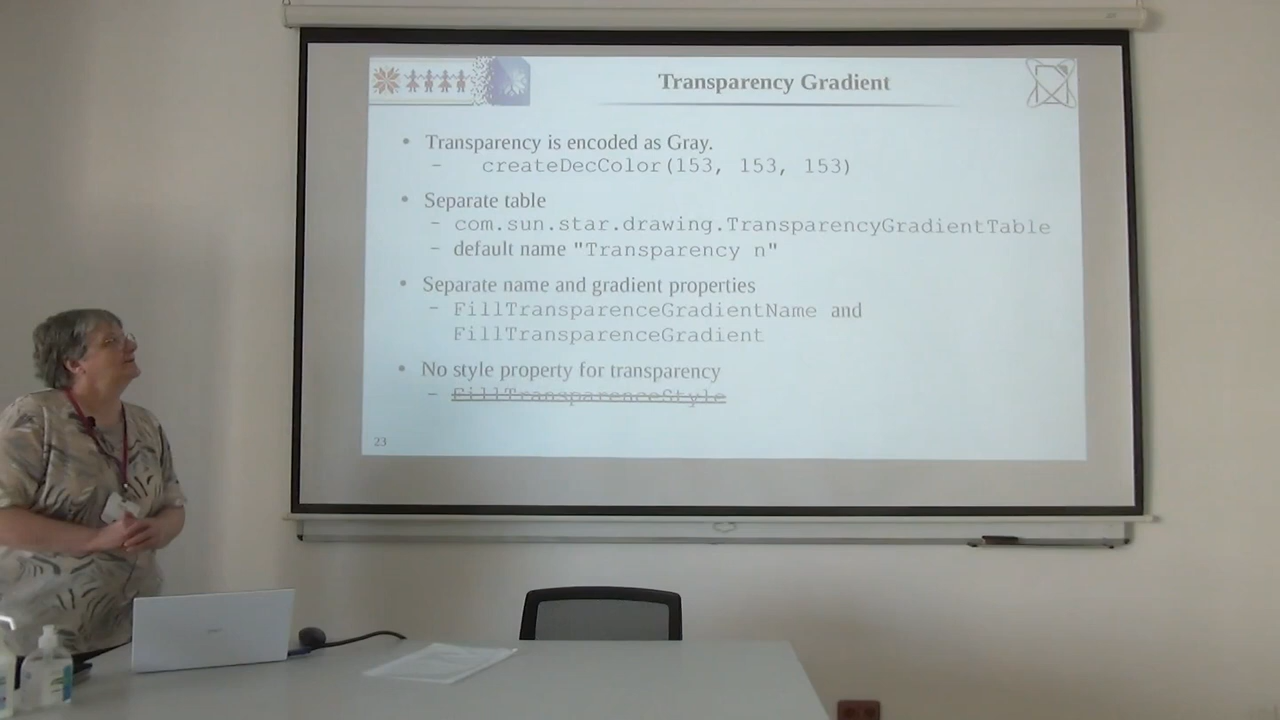 Transparency Gradient
• Transparency is encoded as Gray.
– createDecColor(153, 153, 153)
• Separate table
– com.sun.star.drawing.TransparencyGradientTable
– default name "Transparency n"
• Separate name and gradient properties
– FillTransparenceGradientName and
FillTransparenceGradient
• No style property for transparency
– FillTransparenceStyle
23